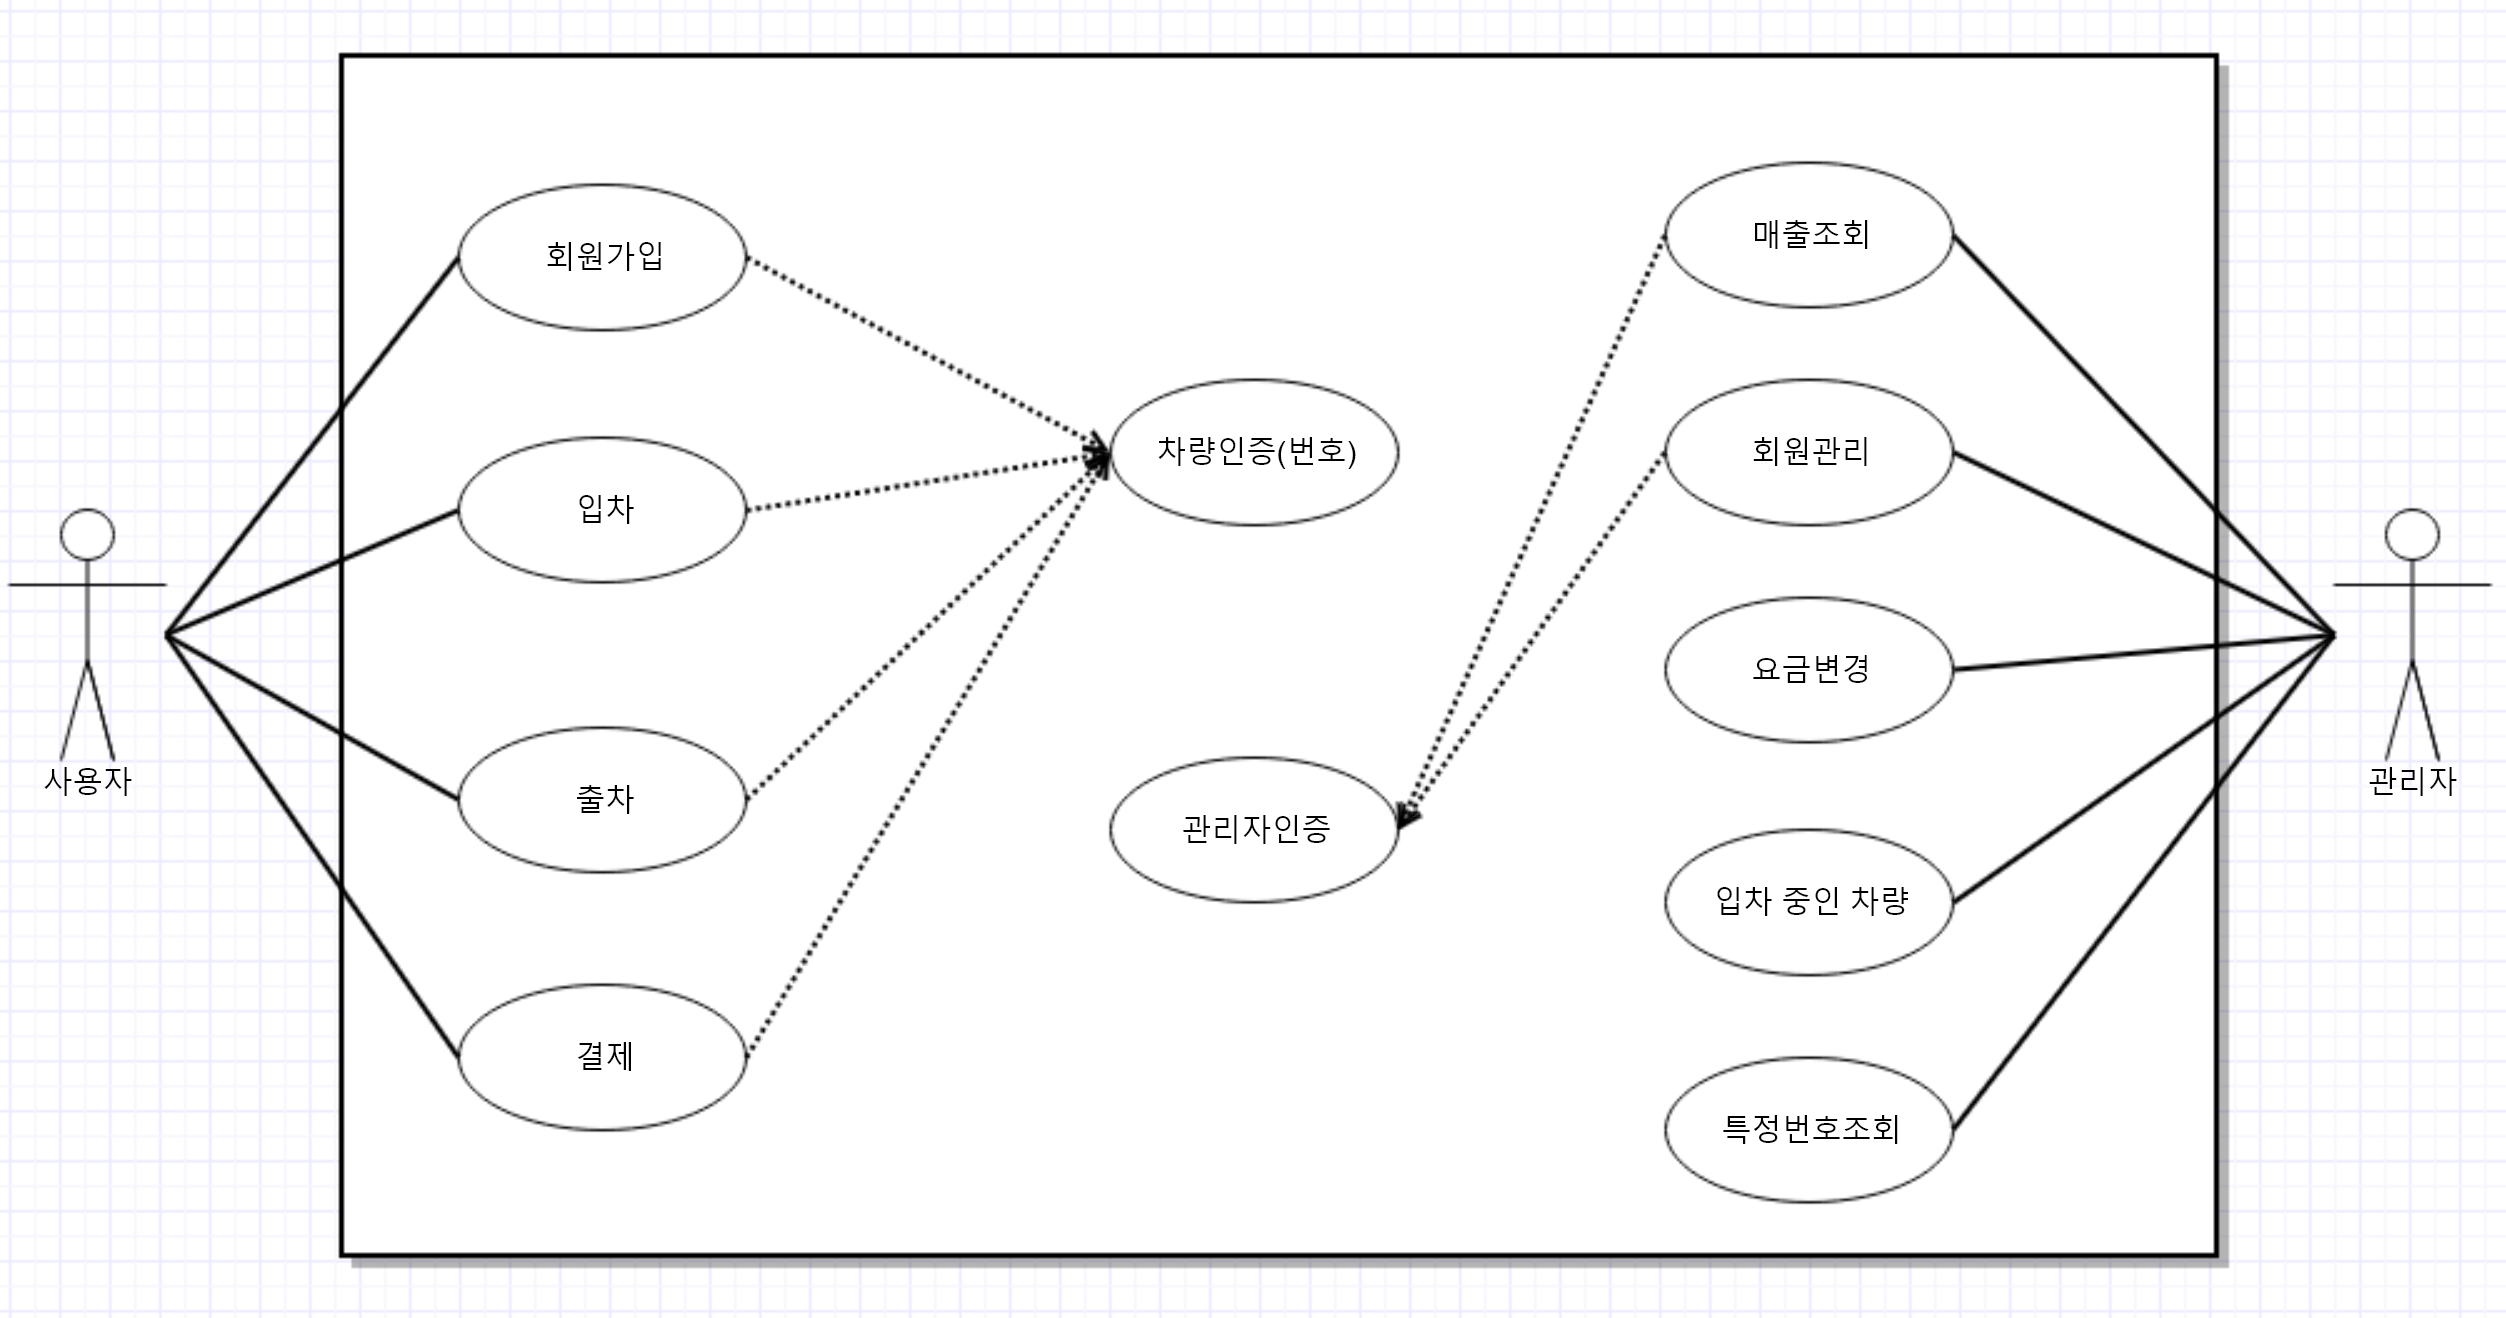 회원가입
입차
출차
결제
사용자
차량인증(번호)
관리자인증
매출조회
회원관리
요금변경
입차 중인 차량
특정번호조회
관리자